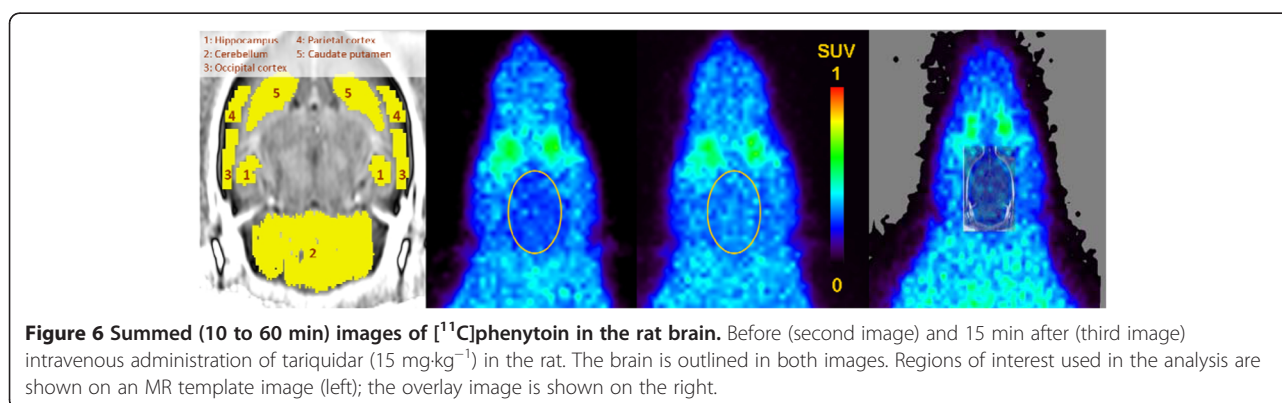 1: Hippocampus 4: Parietal cortex
2: Cerebellum 5: Caudate putamen
3: Occipital cortex
5 5
4 4
3 1 1 3
2
SUV
1
0
Figure 6 Summed (10 to 60 min) images of [¹¹C]phenytoin in the rat brain. Before (second image) and 15 min after (third image)
intravenous administration of tariquidar (15 mg·kg⁻¹) in the rat. The brain is outlined in both images. Regions of interest used in the analysis are
shown on an MR template image (left); the overlay image is shown on the right.